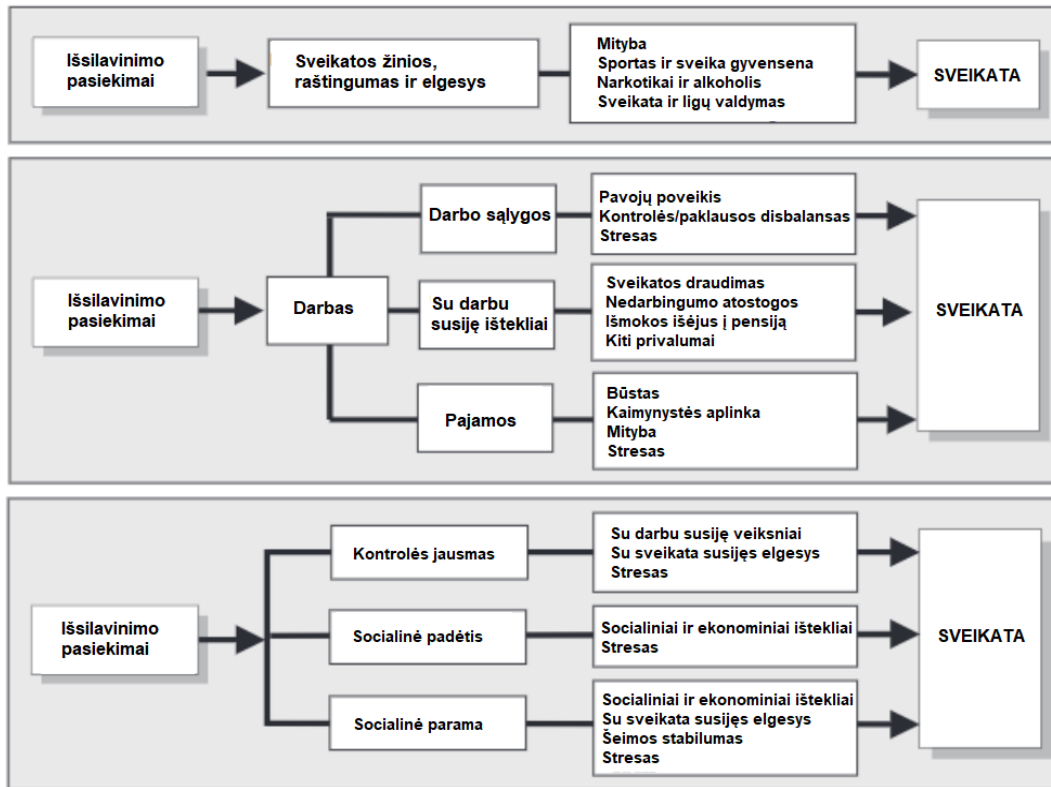 Išsilavinimo
pasiekimai
Sveikatos žinios,
raštingumas ir elgesys
Mityba
Sportas ir sveika gyvensena
Narkotikai ir alkoholis
Sveikata ir ligų valdymas
SVEIKATA
Išsilavinimo
pasiekimai
Darbas
Darbo sąlygos
Pavojų poveikis
Kontrolės/paklausos disbalansas
Stresas
Su darbu
susiję ištekliai
Sveikatos draudimas
Nedarbingumo atostogos
Išmokos išėjus į pensiją
Kiti privalumai
Pajamos
Būstas
Kaimynystės aplinka
Mityba
Stresas
SVEIKATA
Išsilavinimo
pasiekimai
Kontrolės jausmas
Su darbu susiję veiksniai
Su sveikata susijęs elgesys
Stresas
Socialinė padėtis
Socialiniai ir ekonominiai ištekliai
Stresas
Socialinė parama
Socialiniai ir ekonominiai ištekliai
Su sveikata susijęs elgesys
Šeimos stabilumas
Stresas
SVEIKATA